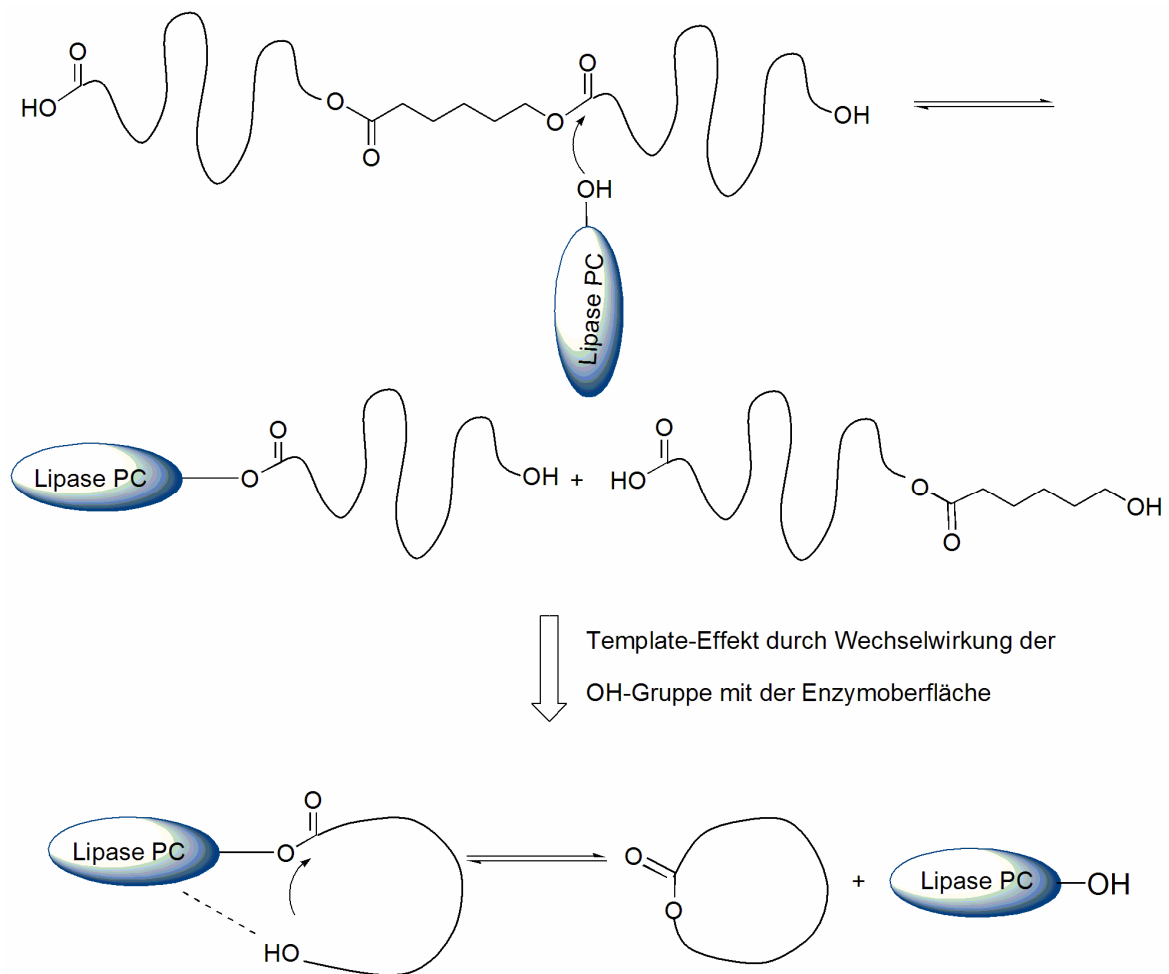 O
O
HO
O
O
OH
O
O
OH
Lipase PC
O
O
Lipase PC
O
OH
+
HO
O
OH
O
Template-Effekt durch Wechselwirkung der
OH-Gruppe mit der Enzymoberfläche
O
O
Lipase PC
O
+
Lipase PC
OH
O
HO